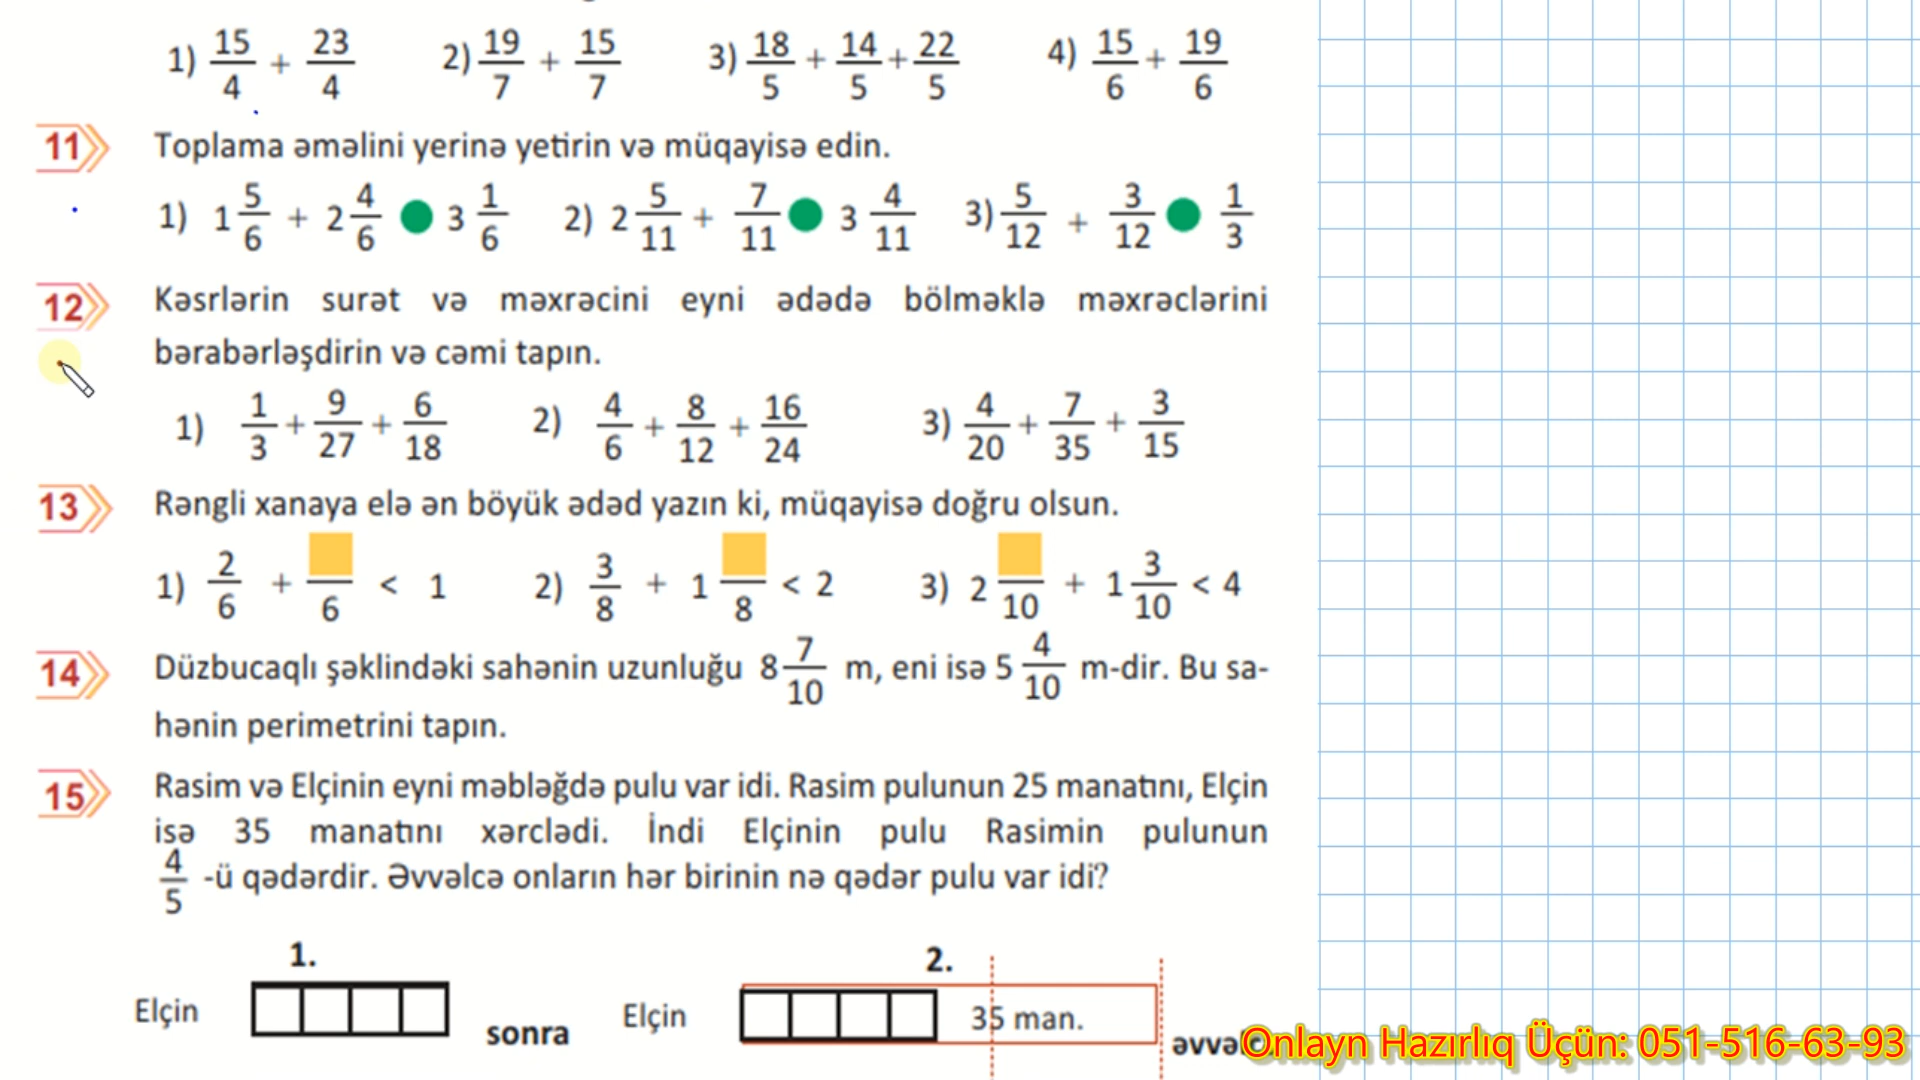 1) 15/4 + 23/4 2) 19/7 + 15/7 3) 18/5 + 14/5 + 22/5 4) 15/6 + 19/6
11 Toplama əməlini yerinə yetirin və müqayisə edin.
1) 1 5/6 + 2 4/6 ● 3 1/6 2) 2 5/11 + 7/11 ● 3 4/11 3) 5/12 + 3/12 ● 1/3
12 Kəsrlərin surət və məxrəcini eyni ədədə bölməklə məxrəclərini
bərabərləşdirin və cəmi tapın.
1) 1/3 + 9/27 + 6/18 2) 4/6 + 8/12 + 16/24 3) 4/20 + 7/35 + 3/15
13 Rəngli xanaya elə ən böyük ədəd yazın ki, müqayisə doğru olsun.
1) 2/6 + □/6 < 1 2) 3/8 + 1 □/8 < 2 3) 2 □/10 + 1 3/10 < 4
14 Düzbucaqlı şəklindəki sahənin uzunluğu 8 7/10 m, eni isə 5 4/10 m-dir. Bu sa-
hənin perimetrini tapın.
15 Rasim və Elçinin eyni məbləğdə pulu var idi. Rasim pulunun 25 manatını, Elçin
isə 35 manatını xərclədi. İndi Elçinin pulu Rasimin pulunun
4/5 -ü qədərdir. Əvvəlcə onların hər birinin nə qədər pulu var idi?
1. 2.
Elçin sonra Elçin 35 man.
Onlayn Hazırlıq Üçün: 051-516-63-93